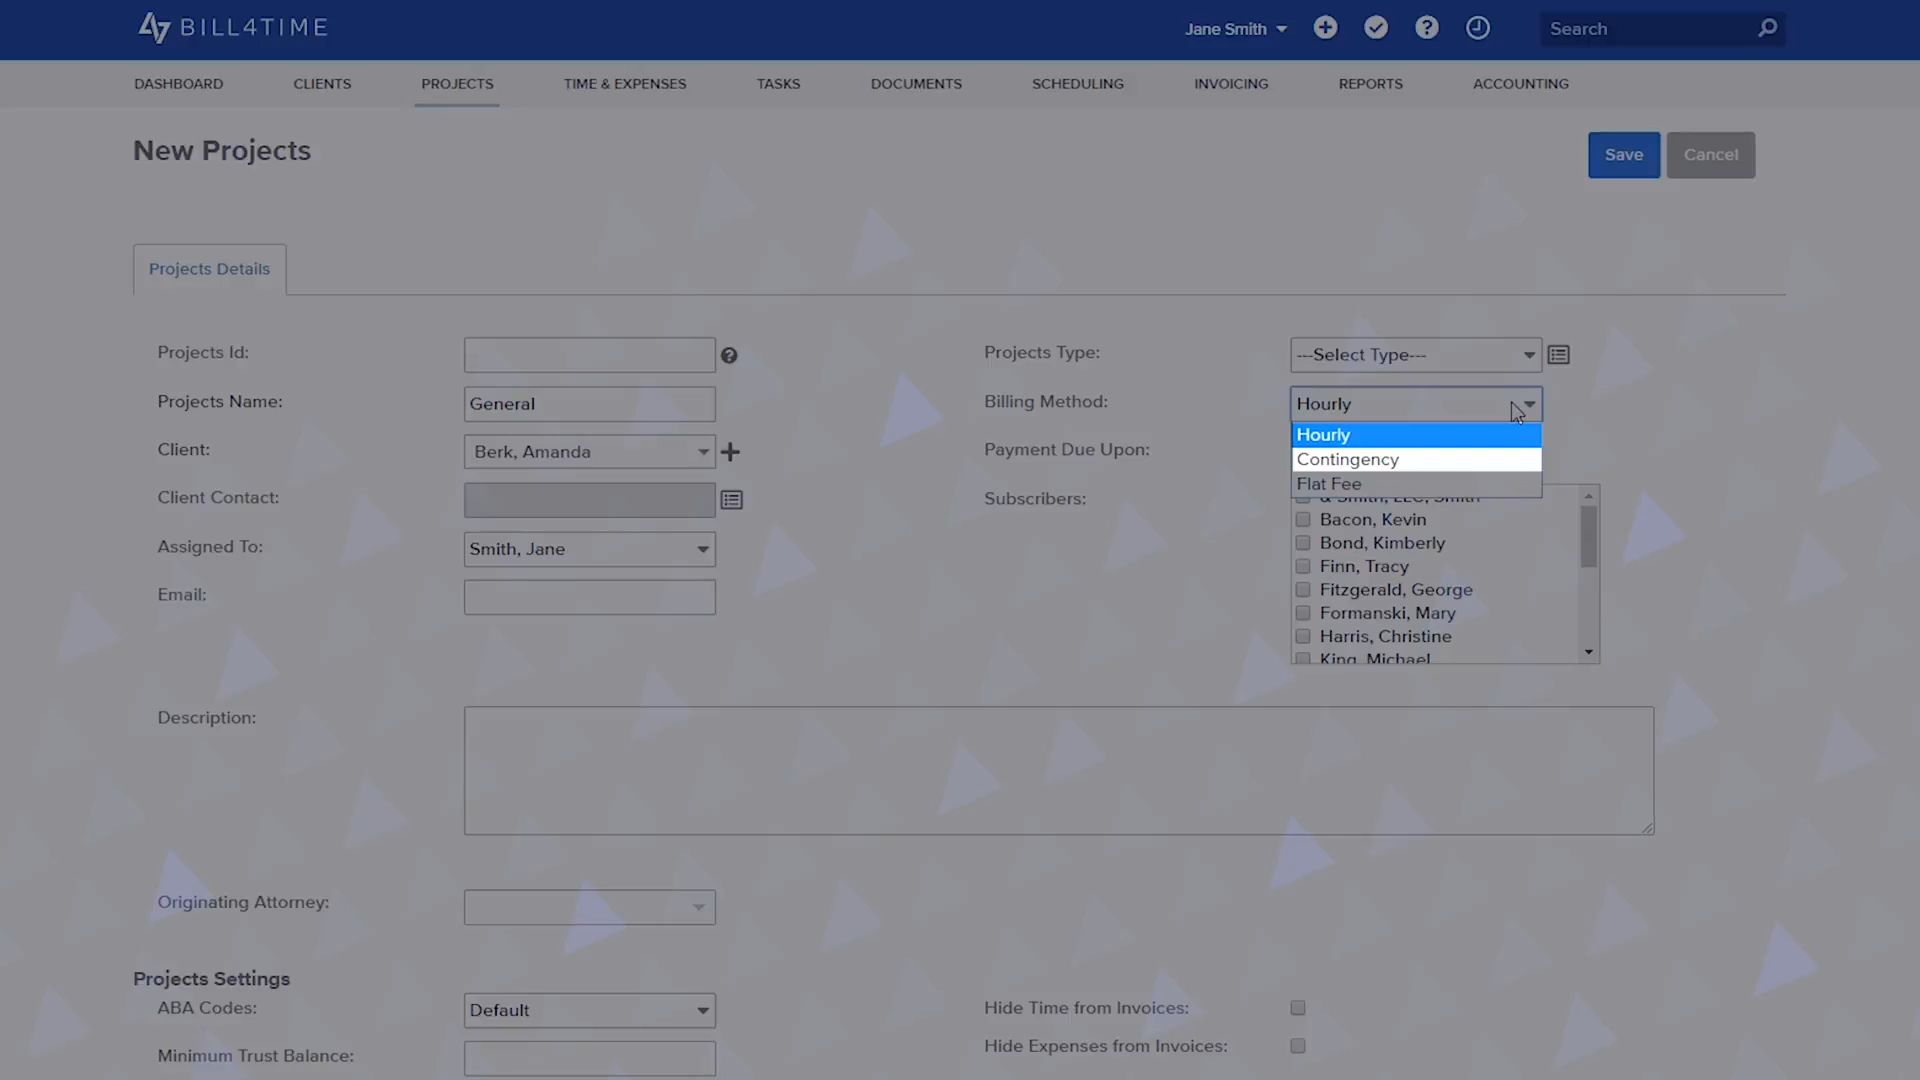 BILL4TIME
Jane Smith
Search
DASHBOARD
CLIENTS
PROJECTS
TIME & EXPENSES
TASKS
DOCUMENTS
SCHEDULING
INVOICING
REPORTS
ACCOUNTING
New Projects
Save
Cancel
Projects Details
Projects Id:
Projects Type:
---Select Type---
Projects Name:
General
Billing Method:
Hourly
Hourly
Contingency
Flat Fee
Client:
Berk, Amanda
Payment Due Upon:
Client Contact:
Subscribers:
& Smith, LLC, Smith
Bacon, Kevin
Bond, Kimberly
Finn, Tracy
Fitzgerald, George
Formanski, Mary
Harris, Christine
King, Michael
Assigned To:
Smith, Jane
Email:
Description:
Originating Attorney:
Projects Settings
ABA Codes:
Default
Hide Time from Invoices:
Minimum Trust Balance:
Hide Expenses from Invoices: